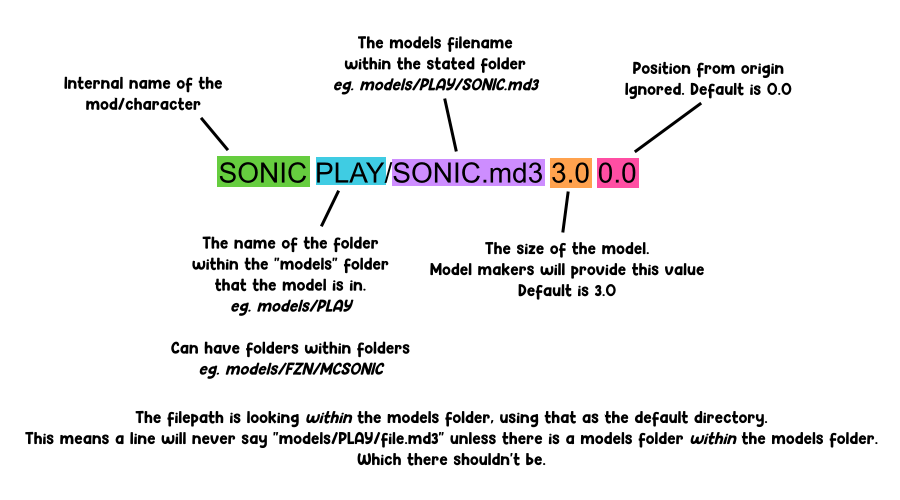 The models filename
within the stated folder
eg. models/PLAY/SONIC.md3
Internal name of the
mod/character
Position from origin
Ignored. Default is 0.0
SONIC PLAY/SONIC.md3 3.0 0.0
The name of the folder
within the "models" folder
that the model is in.
eg. models/PLAY
The size of the model.
Model makers will provide this value
Default is 3.0
Can have folders within folders
eg. models/FZN/MCSONIC
The filepath is looking within the models folder, using that as the default directory.
This means a line will never say "models/PLAY/file.md3" unless there is a models folder within the models folder.
Which there shouldn't be.